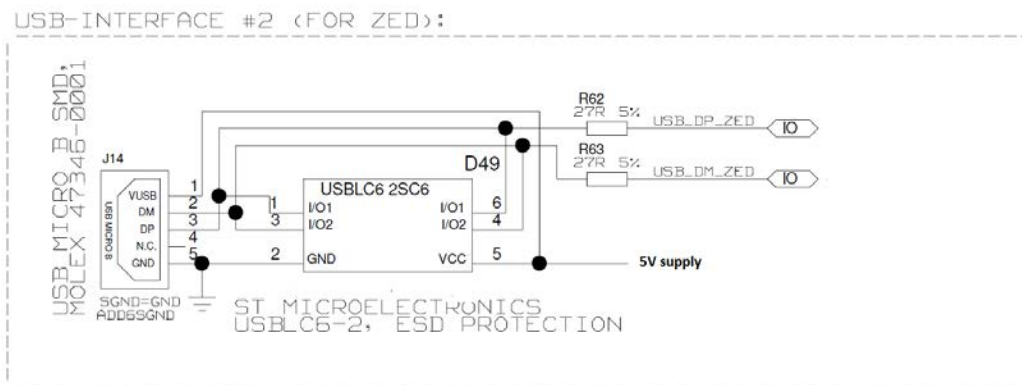 USB-INTERFACE #2 (FOR ZED):
USB MICRO B SMD,
MOLEX 47346-0001
J14
USB MICRO B
VUSB 1
DM 2
DP 3
N.C. 4
GND 5
SGND=GND
ADD6SGND
D49
USBLC6 2SC6
1 I/O1 I/O1 6
3 I/O2 I/O2 4
2 GND VCC 5
5V supply
ST MICROELECTRONICS
USBLC6-2, ESD PROTECTION
R62
27R 5%
USB_DP_ZED IO
R63
27R 5%
USB_DM_ZED IO